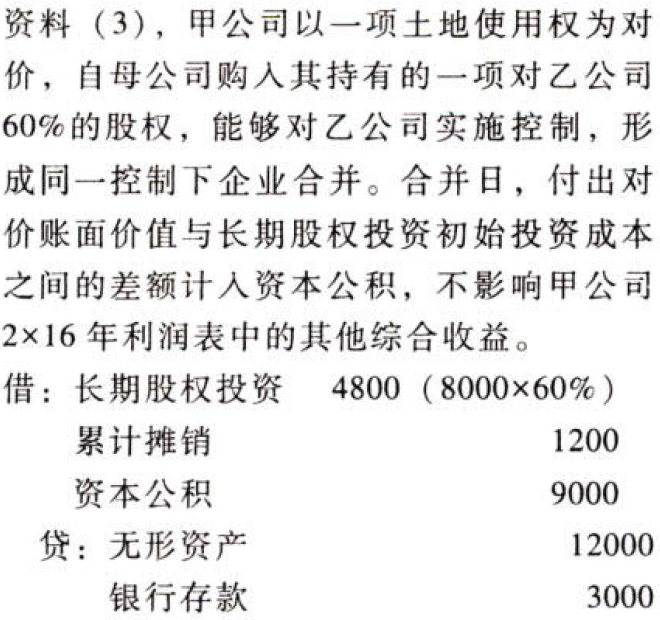 资料（3），甲公司以一项土地使用权为对
价，自母公司购入其持有的一项对乙公司
60%的股权，能够对乙公司实施控制，形
成同一控制下企业合并。合并日，付出对
价账面价值与长期股权投资初始投资成本
之间的差额计入资本公积，不影响甲公司
2×16 年利润表中的其他综合收益。
借：长期股权投资 4800（8000×60%）
累计摊销 1200
资本公积 9000
贷：无形资产 12000
银行存款 3000